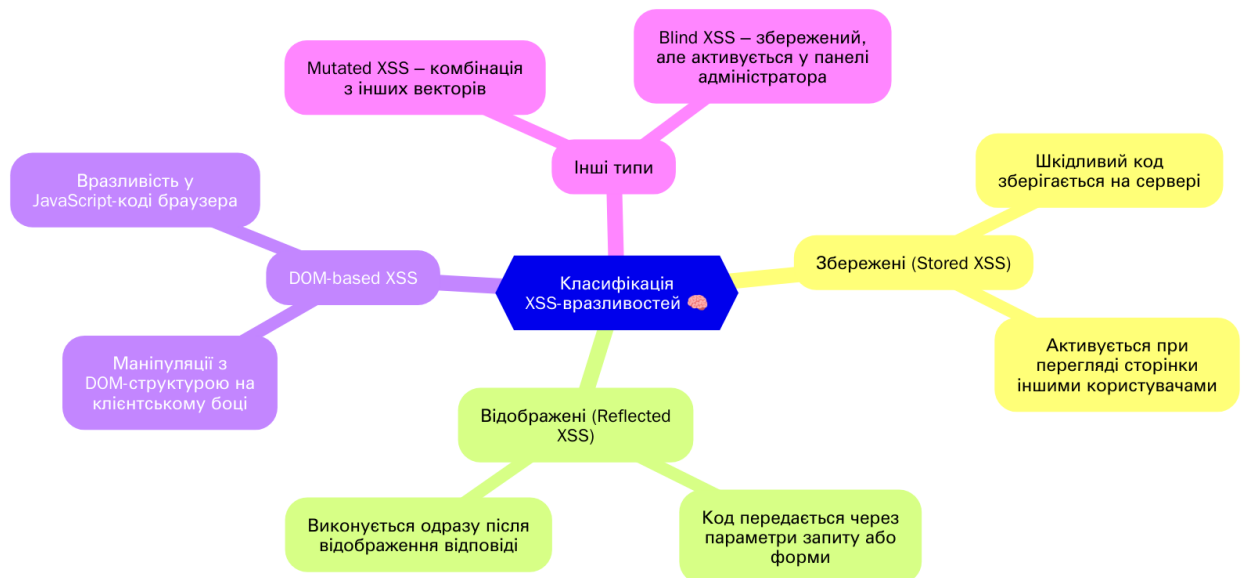 Blind XSS – збережений,
але активується у панелі
адміністратора
Mutated XSS – комбінація
з інших векторів
Інші типи
Шкідливий код
зберігається на сервері
Вразливість у
JavaScript-коді браузера
Збережені (Stored XSS)
DOM-based XSS
Класифікація
XSS-вразливостей 🧠
Активується при
перегляді сторінки
іншими користувачами
Маніпуляції з
DOM-структурою на
клієнтському боці
Відображені (Reflected
XSS)
Виконується одразу після
відображення відповіді
Код передається через
параметри запиту або
форми